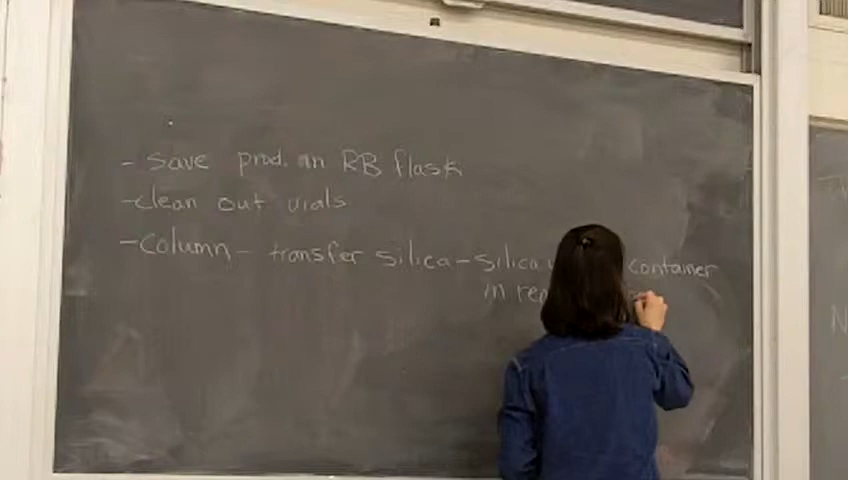 - save prod. in RB flask
- clean out vials
- column - transfer silica - silica container
in